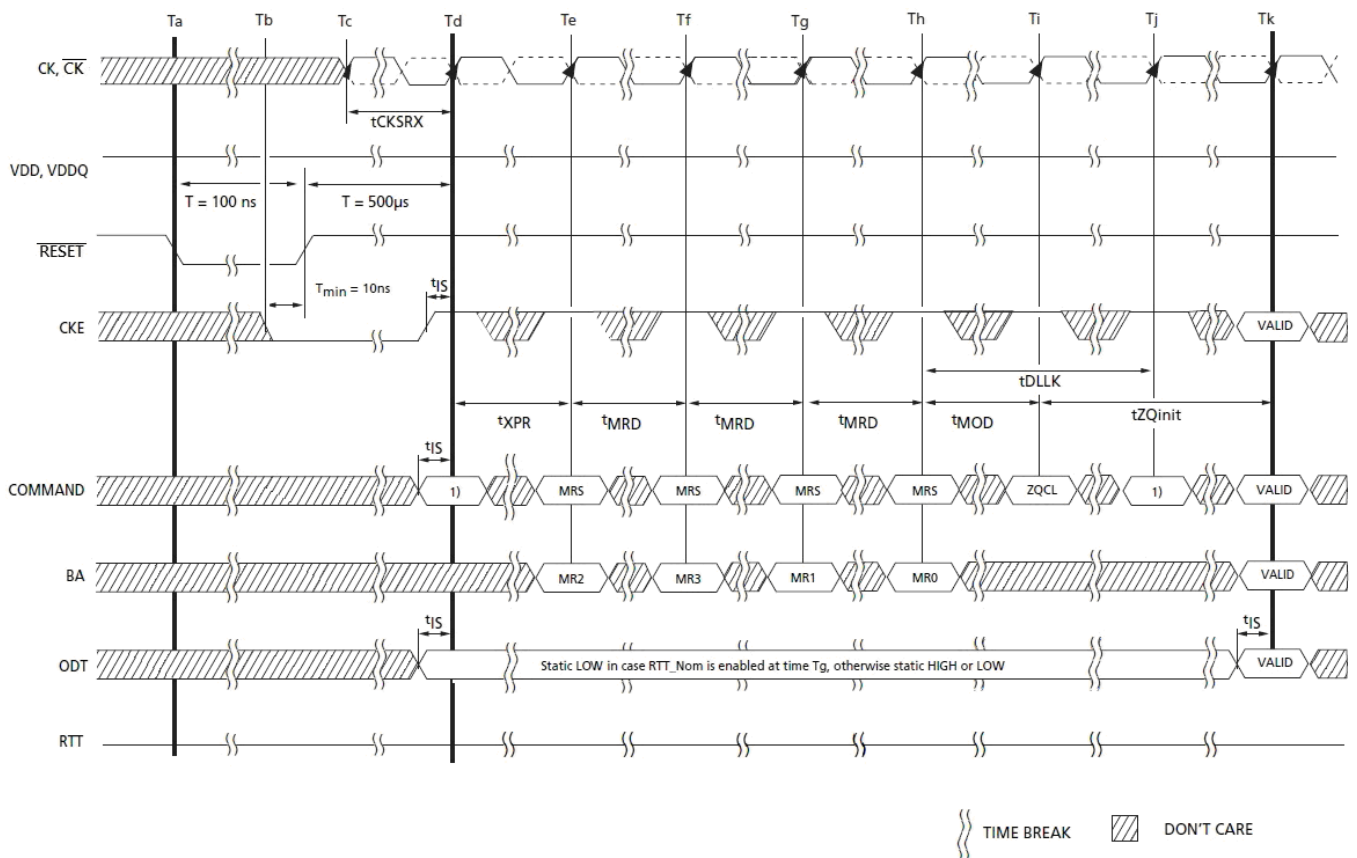 Ta Tb Tc Td Te Tf Tg Th Ti Tj Tk
CK, CK
tCKSRX
VDD, VDDQ
T = 100 ns T = 500µs
RESET
Tmin = 10ns tIS
CKE VALID
tDLLK
tXPR tMRD tMRD tMRD tMOD tZQinit
tIS
COMMAND 1) MRS MRS MRS MRS ZQCL 1) VALID
BA MR2 MR3 MR1 MR0 VALID
tIS tIS
ODT Static LOW in case RTT_Nom is enabled at time Tg, otherwise static HIGH or LOW VALID
RTT
TIME BREAK DON'T CARE